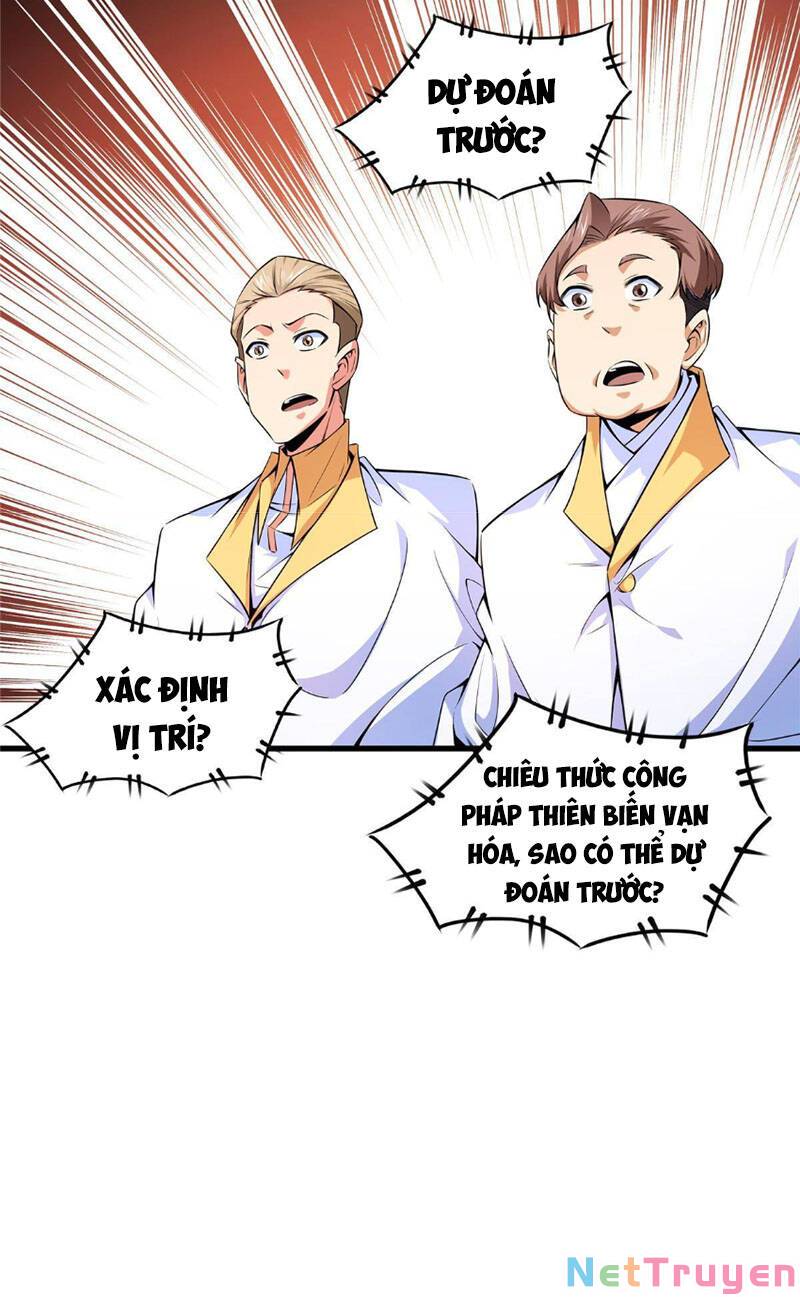 DỰ ĐOÁN
TRƯỚC?
XÁC ĐỊNH
VỊ TRÍ?
CHIÊU THỨC CÔNG
PHÁP THIÊN BIẾN VẠN
HÓA, SAO CÓ THỂ DỰ
ĐOÁN TRƯỚC?
NetTruyen